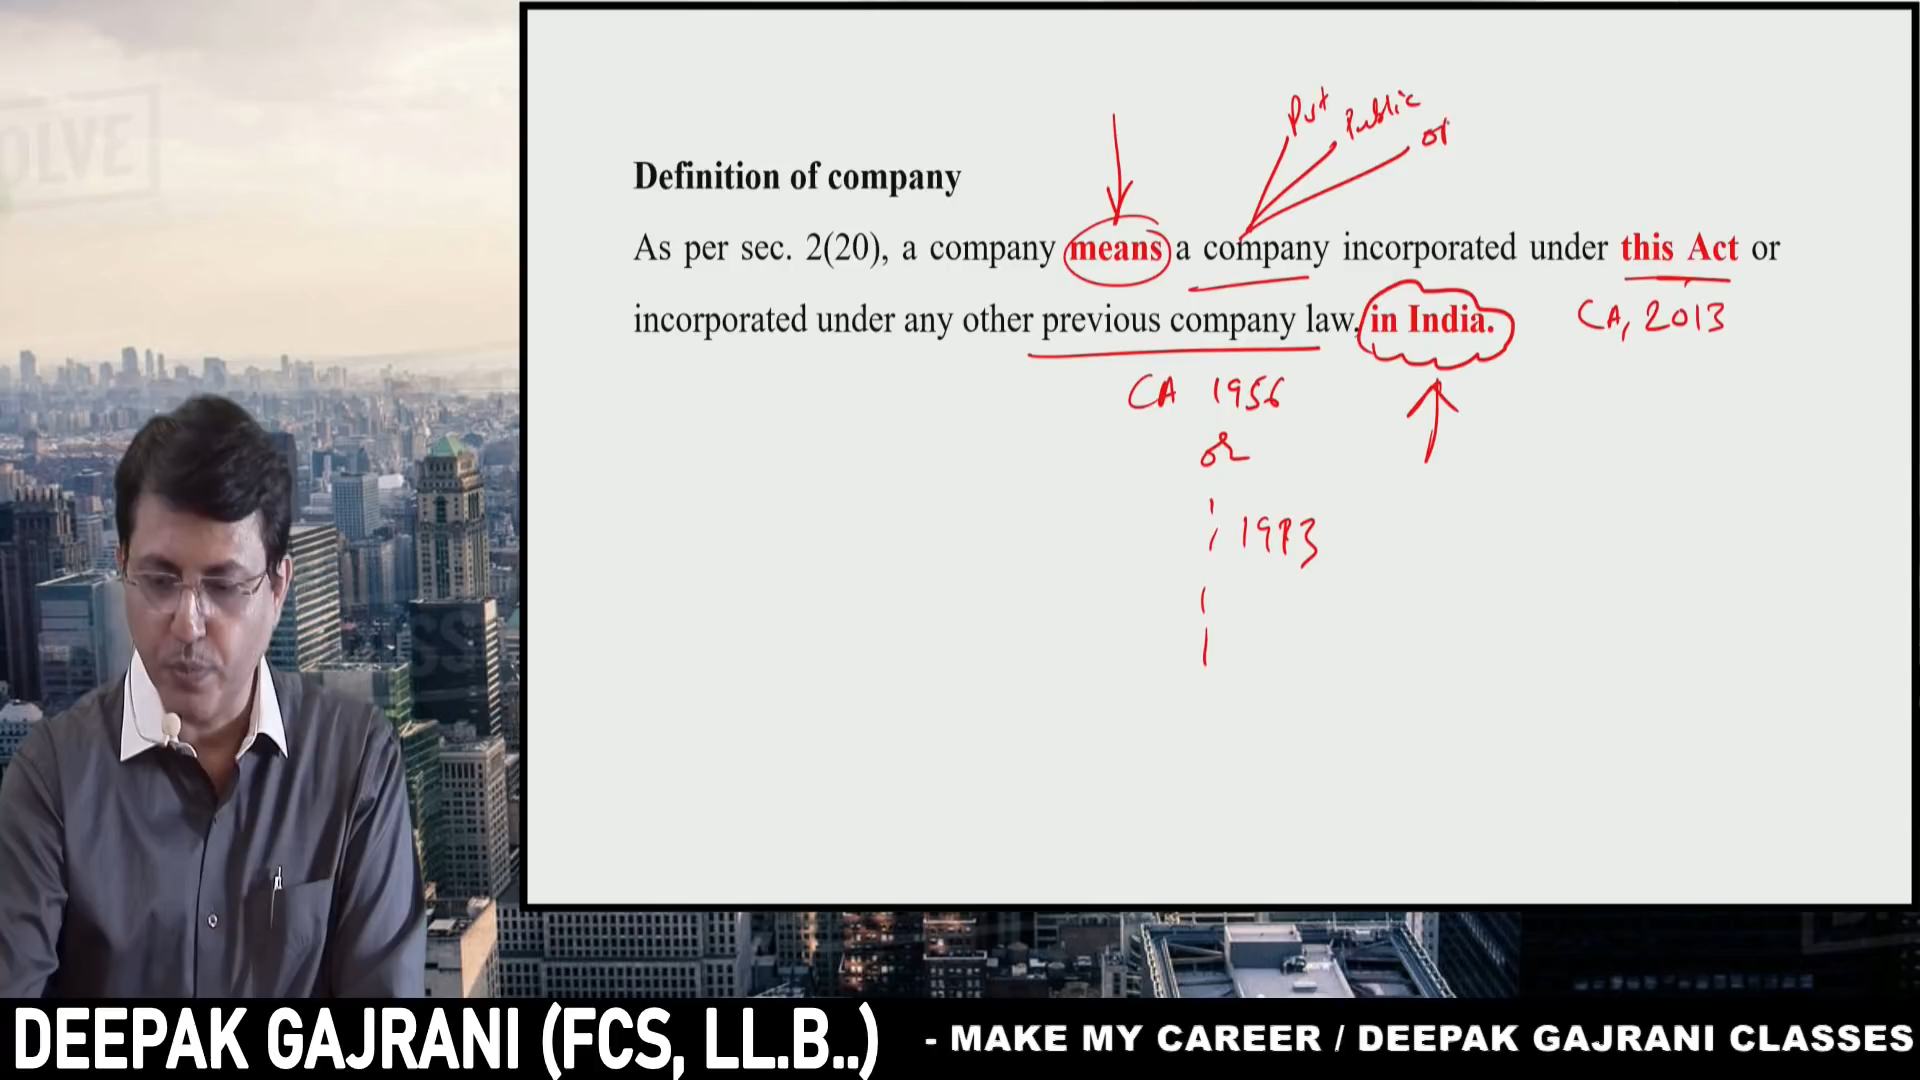 OLVE
Pvt Public or
Definition of company
As per sec. 2(20), a company means a company incorporated under this Act or
incorporated under any other previous company law, in India.
CA, 2013
CA 1956
or
1913
DEEPAK GAJRANI (FCS, LL.B..) - MAKE MY CAREER / DEEPAK GAJRANI CLASSES